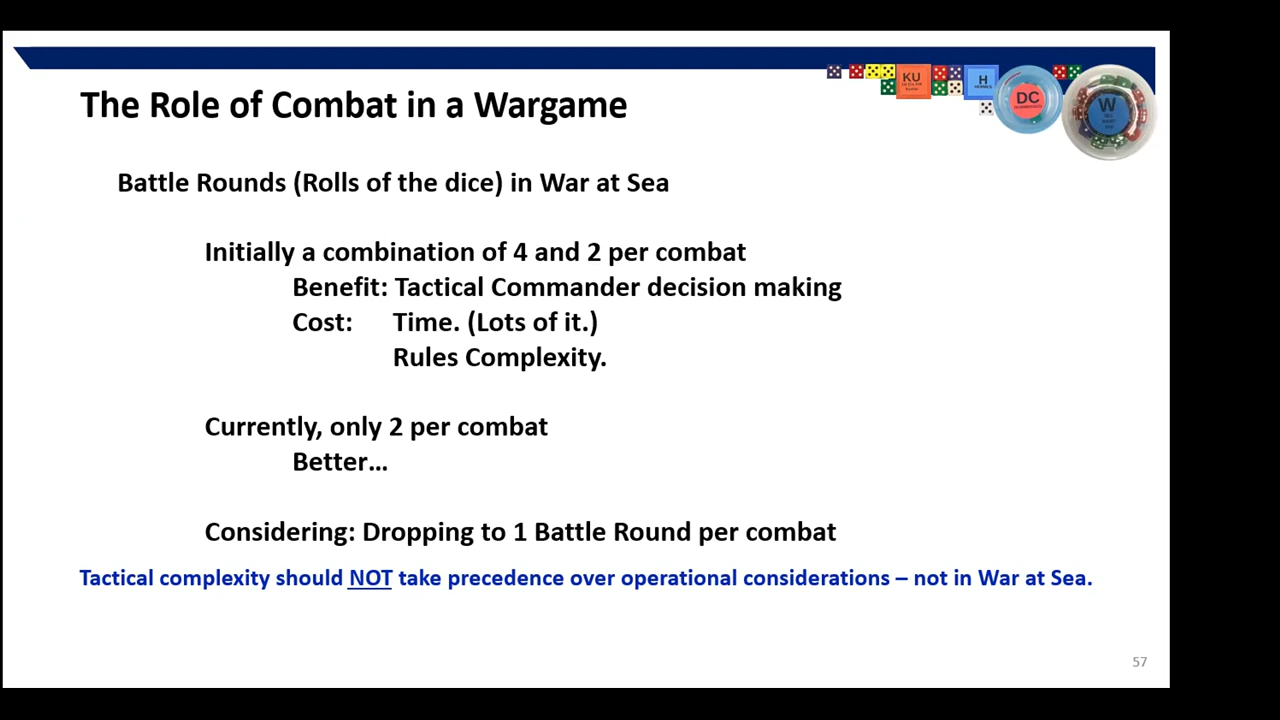 The Role of Combat in a Wargame
KU
H
HERMES
DC
W
Battle Rounds (Rolls of the dice) in War at Sea
Initially a combination of 4 and 2 per combat
Benefit: Tactical Commander decision making
Cost: Time. (Lots of it.)
Rules Complexity.
Currently, only 2 per combat
Better…
Considering: Dropping to 1 Battle Round per combat
Tactical complexity should NOT take precedence over operational considerations – not in War at Sea.
57